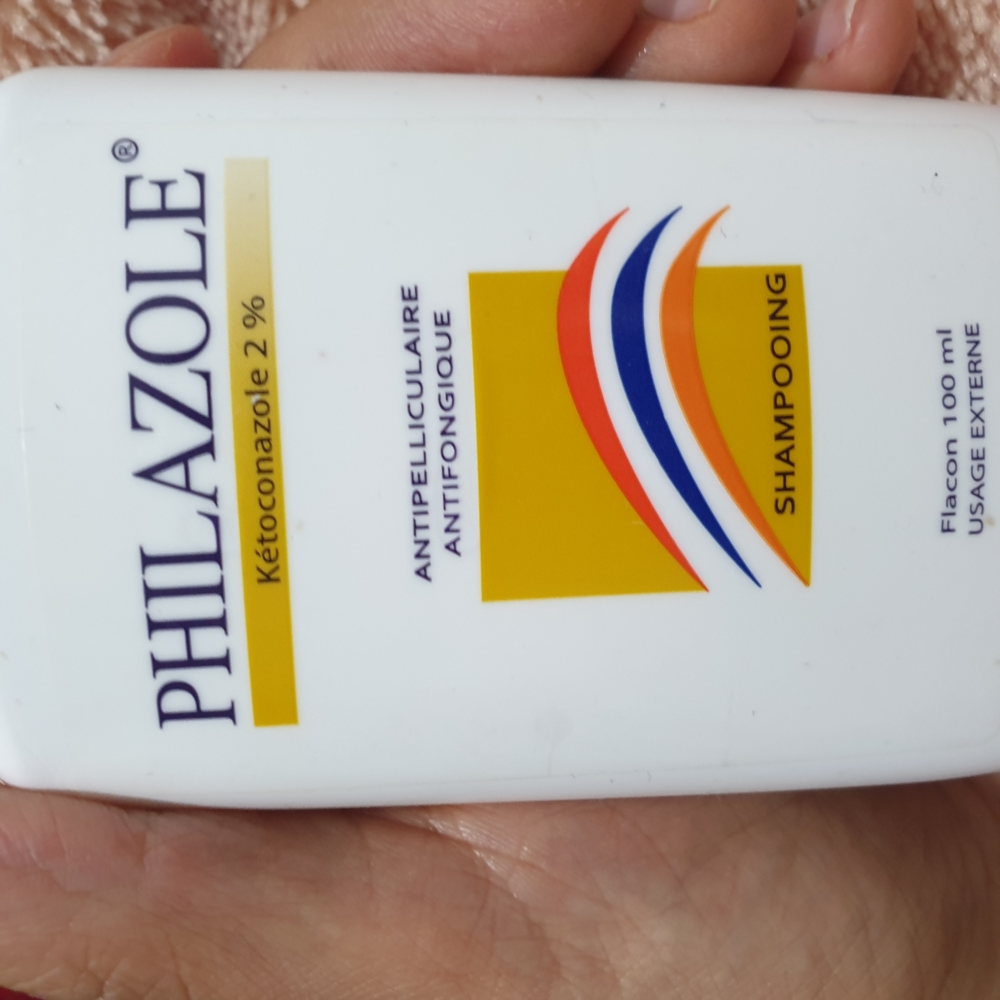 PHILAZOLE®
Kétoconazole 2 %
ANTIPELLICULAIRE
ANTIFONGIQUE
SHAMPOOING
Flacon 100 ml
USAGE EXTERNE